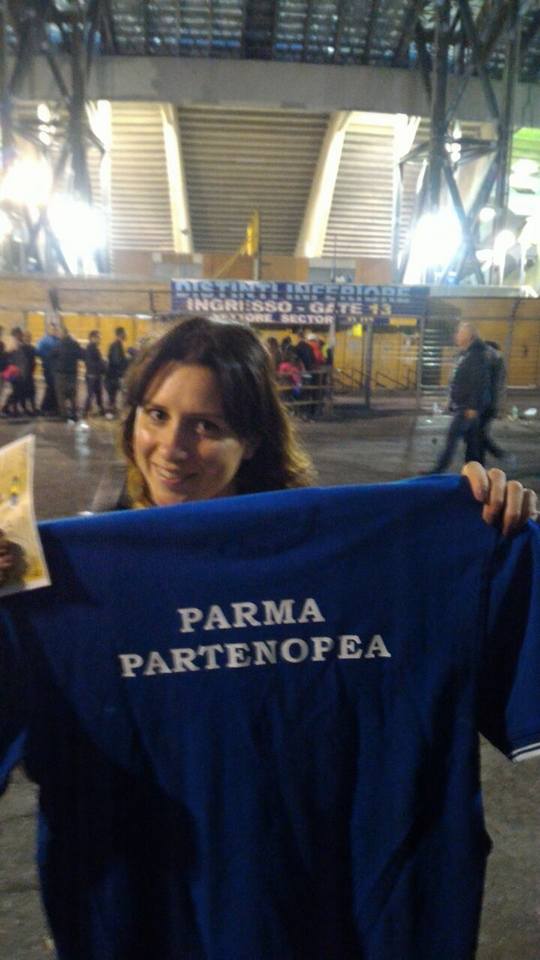 DISTINTI INFERIORE
INGRESSO - GATE 13
SETTORE SECTOR
PARMA
PARTENOPEA